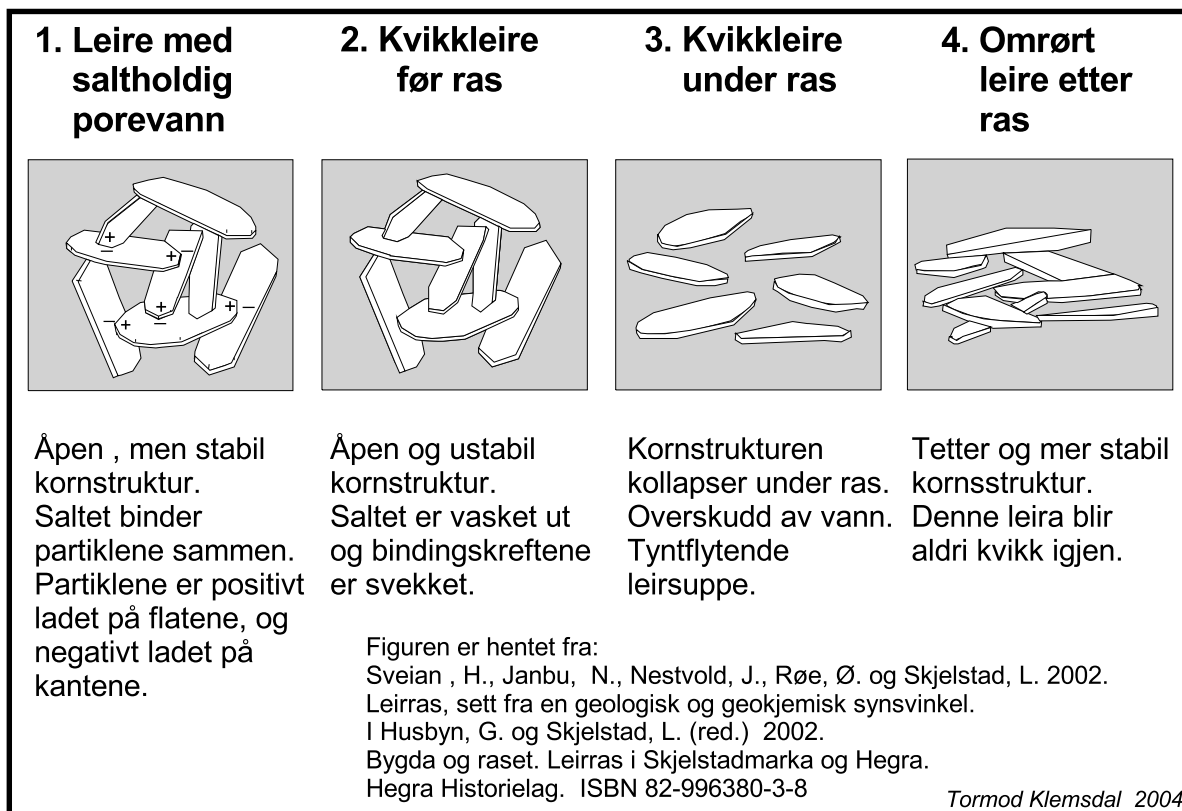 1. Leire med
saltholdig
porevann
2. Kvikkleire
før ras
3. Kvikkleire
under ras
4. Omrørt
leire etter
ras
+
–
–
+
+
–
+
–
+
–
Åpen , men stabil
kornstruktur.
Saltet binder
partiklene sammen.
Partiklene er positivt
ladet på flatene, og
negativt ladet på
kantene.
Åpen og ustabil
kornstruktur.
Saltet er vasket ut
og bindingskreftene
er svekket.
Kornstrukturen
kollapser under ras.
Overskudd av vann.
Tyntflytende
leirsuppe.
Tetter og mer stabil
kornsstruktur.
Denne leira blir
aldri kvikk igjen.
Figuren er hentet fra:
Sveian , H., Janbu, N., Nestvold, J., Røe, Ø. og Skjelstad, L. 2002.
Leirras, sett fra en geologisk og geokjemisk synsvinkel.
I Husbyn, G. og Skjelstad, L. (red.) 2002.
Bygda og raset. Leirras i Skjelstadmarka og Hegra.
Hegra Historielag. ISBN 82-996380-3-8
Tormod Klemsdal 2004